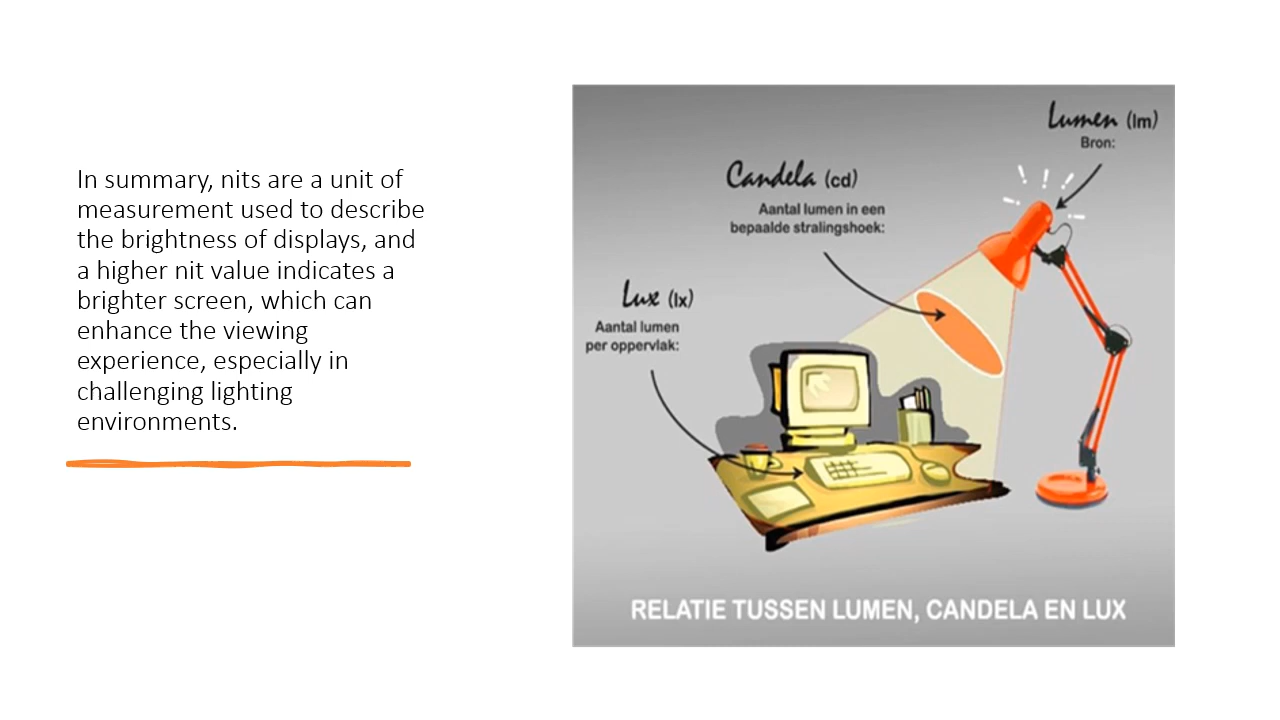 In summary, nits are a unit of
measurement used to describe
the brightness of displays, and
a higher nit value indicates a
brighter screen, which can
enhance the viewing
experience, especially in
challenging lighting
environments.
Lumen (lm)
Bron:
Candela (cd)
Aantal lumen in een
bepaalde stralingshoek:
Lux (lx)
Aantal lumen
per oppervlak:
RELATIE TUSSEN LUMEN, CANDELA EN LUX